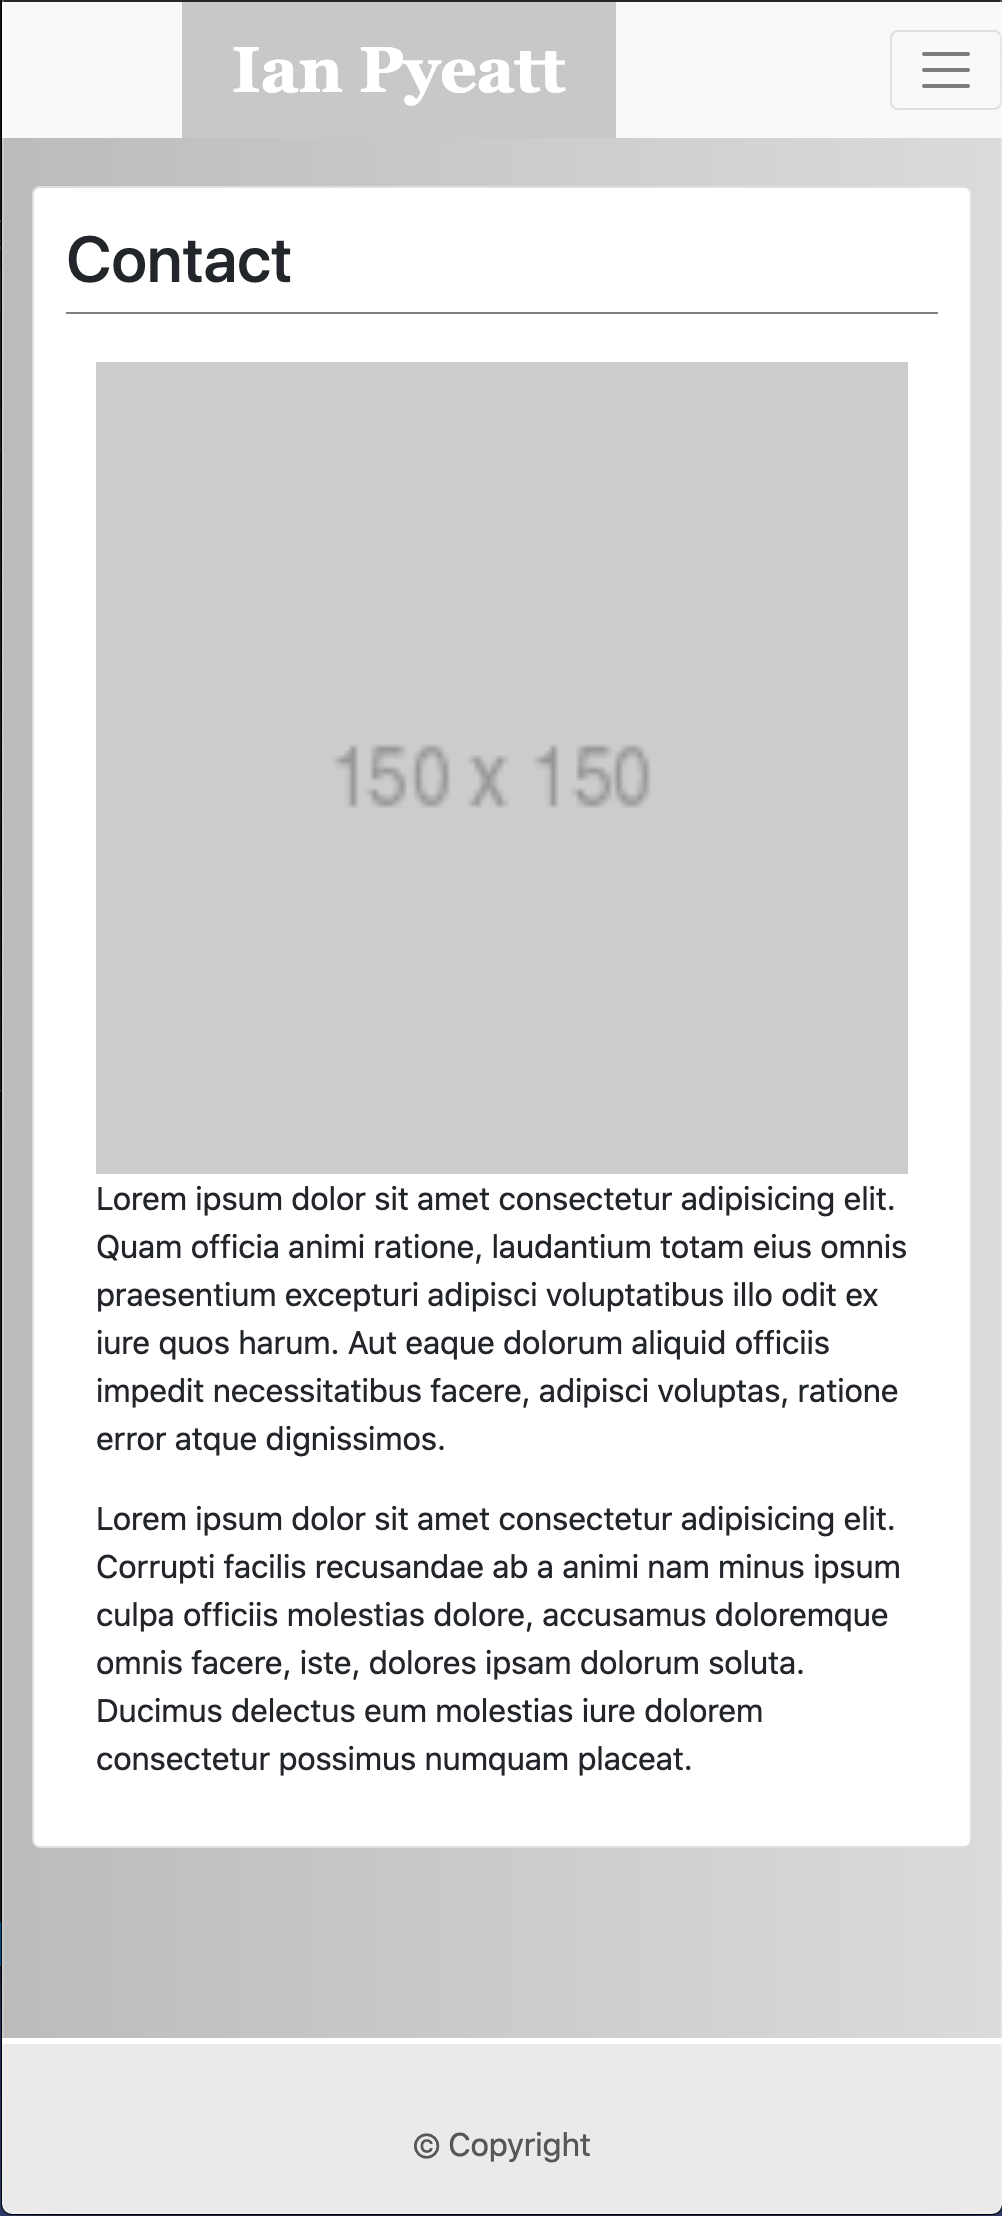 Ian Pyeatt
Contact
150 x 150
Lorem ipsum dolor sit amet consectetur adipisicing elit.
Quam officia animi ratione, laudantium totam eius omnis
praesentium excepturi adipisci voluptatibus illo odit ex
iure quos harum. Aut eaque dolorum aliquid officiis
impedit necessitatibus facere, adipisci voluptas, ratione
error atque dignissimos.
Lorem ipsum dolor sit amet consectetur adipisicing elit.
Corrupti facilis recusandae ab a animi nam minus ipsum
culpa officiis molestias dolore, accusamus doloremque
omnis facere, iste, dolores ipsam dolorum soluta.
Ducimus delectus eum molestias iure dolorem
consectetur possimus numquam placeat.
© Copyright